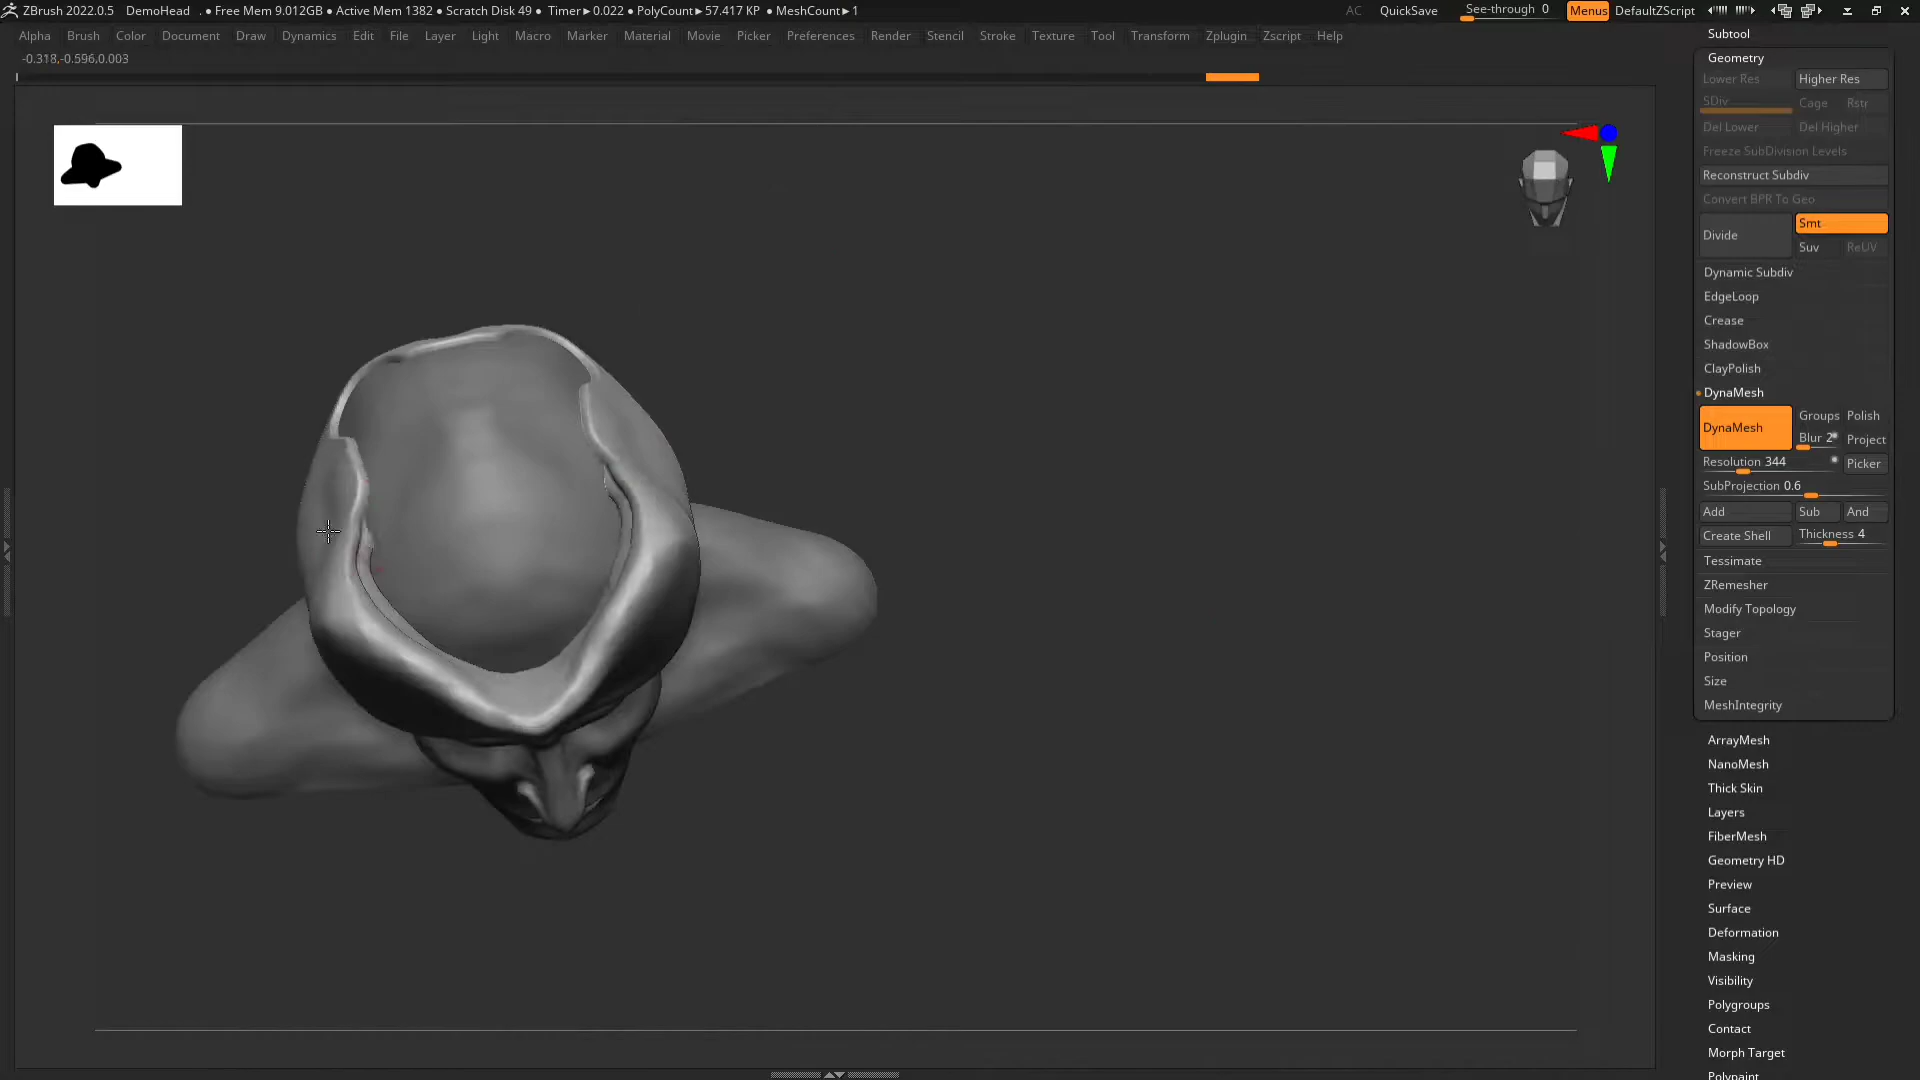 ZBrush 2022.0.5 DemoHead . • Free Mem 9.012GB • Active Mem 1382 • Scratch Disk 49 • Timer►0.022 • PolyCount►57.417 KP • MeshCount►1 AC QuickSave See-through 0 Menus DefaultZScript
Alpha Brush Color Document Draw Dynamics Edit File Layer Light Macro Marker Material Movie Picker Preferences Render Stencil Stroke Texture Tool Transform Zplugin Zscript Help
-0.318,-0.596,0.003
Subtool
Geometry
Lower Res Higher Res
SDiv Cage Rstr
Del Lower Del Higher
Freeze SubDivision Levels
Reconstruct Subdiv
Convert BPR To Geo
Divide Smt
Suv ReUV
Dynamic Subdiv
EdgeLoop
Crease
ShadowBox
ClayPolish
DynaMesh
DynaMesh Groups Polish
Blur 2 Project
Resolution 344 Picker
SubProjection 0.6
Add Sub And
Create Shell Thickness 4
Tessimate
ZRemesher
Modify Topology
Stager
Position
Size
MeshIntegrity
ArrayMesh
NanoMesh
Thick Skin
Layers
FiberMesh
Geometry HD
Preview
Surface
Deformation
Masking
Visibility
Polygroups
Contact
Morph Target
Polypaint